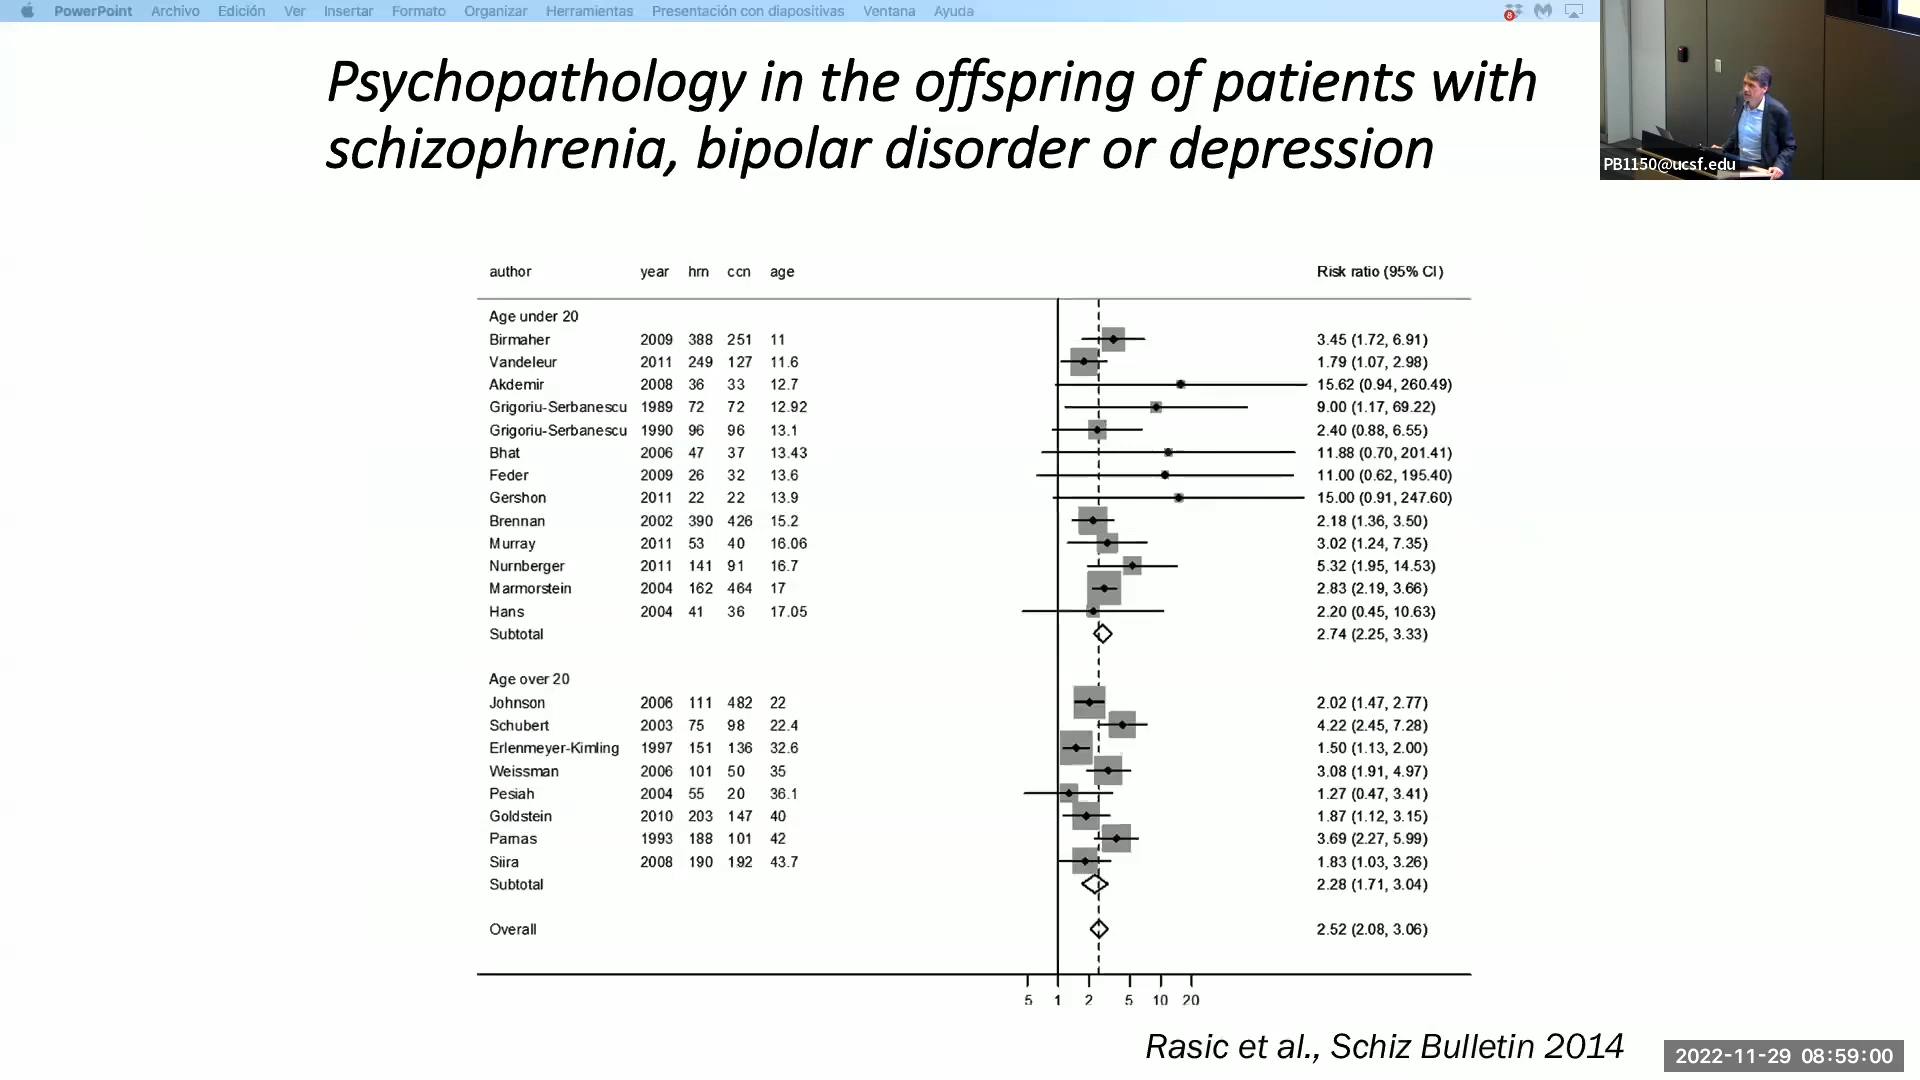 PowerPoint Archivo Edición Ver Insertar Formato Organizar Herramientas Presentación con diapositivas Ventana Ayuda
8
Psychopathology in the offspring of patients with
schizophrenia, bipolar disorder or depression
PB1150@ucsf.edu
author year hrn ccn age Risk ratio (95% CI)
Age under 20
Birmaher 2009 388 251 11 3.45 (1.72, 6.91)
Vandeleur 2011 249 127 11.6 1.79 (1.07, 2.98)
Akdemir 2008 36 33 12.7 15.62 (0.94, 260.49)
Grigoriu-Serbanescu 1989 72 72 12.92 9.00 (1.17, 69.22)
Grigoriu-Serbanescu 1990 96 96 13.1 2.40 (0.88, 6.55)
Bhat 2006 47 37 13.43 11.88 (0.70, 201.41)
Feder 2009 26 32 13.6 11.00 (0.62, 195.40)
Gershon 2011 22 22 13.9 15.00 (0.91, 247.60)
Brennan 2002 390 426 15.2 2.18 (1.36, 3.50)
Murray 2011 53 40 16.06 3.02 (1.24, 7.35)
Nurnberger 2011 141 91 16.7 5.32 (1.95, 14.53)
Marmorstein 2004 162 464 17 2.83 (2.19, 3.66)
Hans 2004 41 36 17.05 2.20 (0.45, 10.63)
Subtotal 2.74 (2.25, 3.33)
Age over 20
Johnson 2006 111 482 22 2.02 (1.47, 2.77)
Schubert 2003 75 98 22.4 4.22 (2.45, 7.28)
Erlenmeyer-Kimling 1997 151 136 32.6 1.50 (1.13, 2.00)
Weissman 2006 101 50 35 3.08 (1.91, 4.97)
Pesiah 2004 55 20 36.1 1.27 (0.47, 3.41)
Goldstein 2010 203 147 40 1.87 (1.12, 3.15)
Parnas 1993 188 101 42 3.69 (2.27, 5.99)
Siira 2008 190 192 43.7 1.83 (1.03, 3.26)
Subtotal 2.28 (1.71, 3.04)
Overall 2.52 (2.08, 3.06)
5 1 2 5 10 20
Rasic et al., Schiz Bulletin 2014
2022-11-29 08:59:00